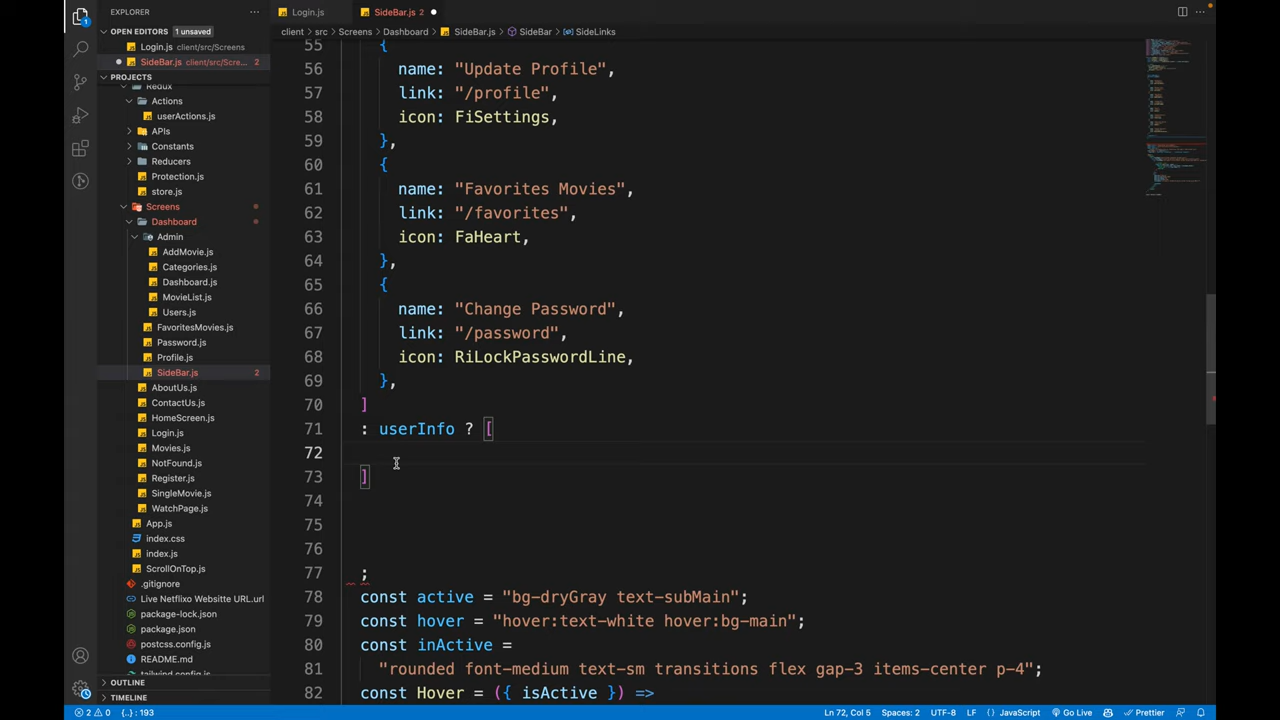 EXPLORER
Login.js
SideBar.js 2
OPEN EDITORS 1 unsaved
Login.js client/src/Screens
SideBar.js client/src/Scre... 2
PROJECTS
Redux
Actions
userActions.js
APIs
Constants
Reducers
Protection.js
store.js
Screens
Dashboard
Admin
AddMovie.js
Categories.js
Dashboard.js
MovieList.js
Users.js
FavoritesMovies.js
Password.js
Profile.js
SideBar.js 2
AboutUs.js
ContactUs.js
HomeScreen.js
Login.js
Movies.js
NotFound.js
Register.js
SingleMovie.js
WatchPage.js
App.js
index.css
index.js
ScrollOnTop.js
.gitignore
Live Netflixo Websitte URL.url
package-lock.json
package.json
postcss.config.js
README.md
tailwind.config.js
OUTLINE
TIMELINE
client > src > Screens > Dashboard > SideBar.js > SideBar > SideLinks
55 {
56 name: "Update Profile",
57 link: "/profile",
58 icon: FiSettings,
59 },
60 {
61 name: "Favorites Movies",
62 link: "/favorites",
63 icon: FaHeart,
64 },
65 {
66 name: "Change Password",
67 link: "/password",
68 icon: RiLockPasswordLine,
69 },
70 ]
71 : userInfo ? [
72
73 ]
74
75
76
77 ;
78 const active = "bg-dryGray text-subMain";
79 const hover = "hover:text-white hover:bg-main";
80 const inActive =
81 "rounded font-medium text-sm transitions flex gap-3 items-center p-4";
82 const Hover = ({ isActive }) =>
2 0 {..}: 193 Ln 72, Col 5 Spaces: 2 UTF-8 LF {} JavaScript Go Live Prettier